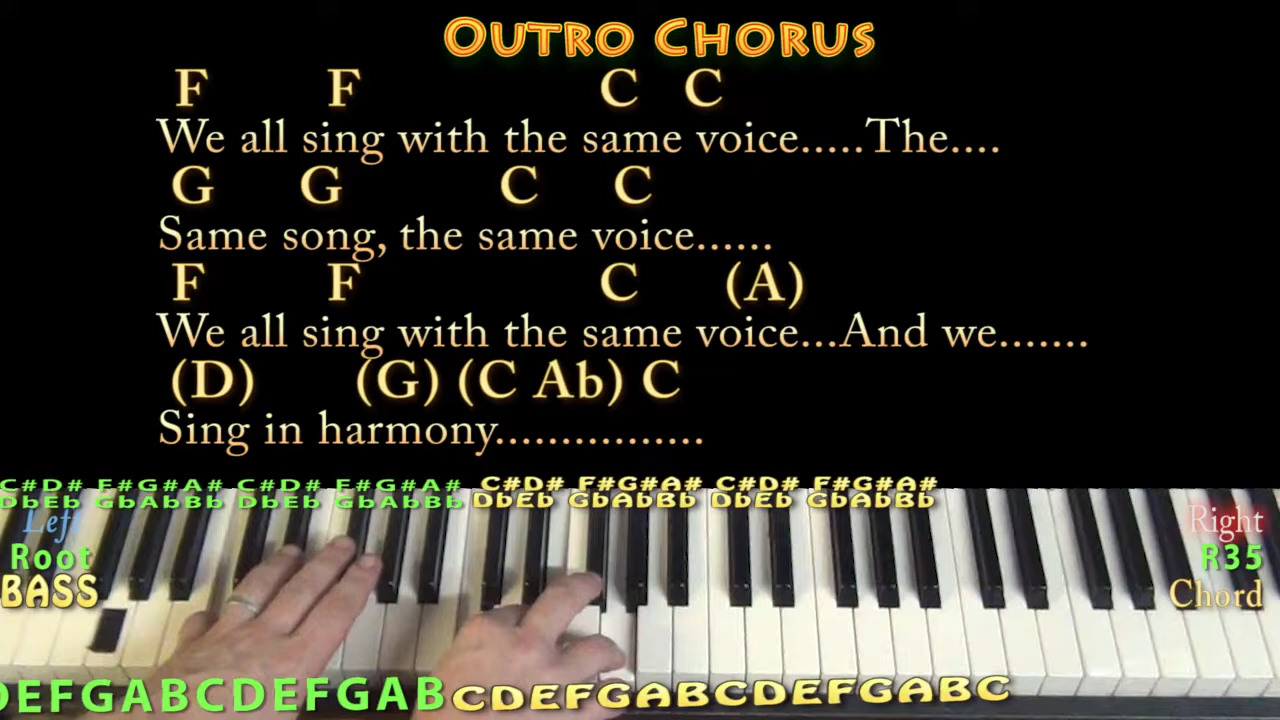 OUTRO CHORUS
F F C C
We all sing with the same voice.....The....
G G C C
Same song, the same voice......
F F C (A)
We all sing with the same voice...And we.......
(D) (G) (C Ab) C
Sing in harmony................
C#D# F#G#A# C#D# F#G#A# C#D# F#G#A# C#D# F#G#A#
DbEb GbAbBb DbEb GbAbBb DbEb GbAbBb DbEb GbAbBb
Left Right
Root R35
BASS Chord
DEFGABCDEFGAB CDEFGABCDEFGABC